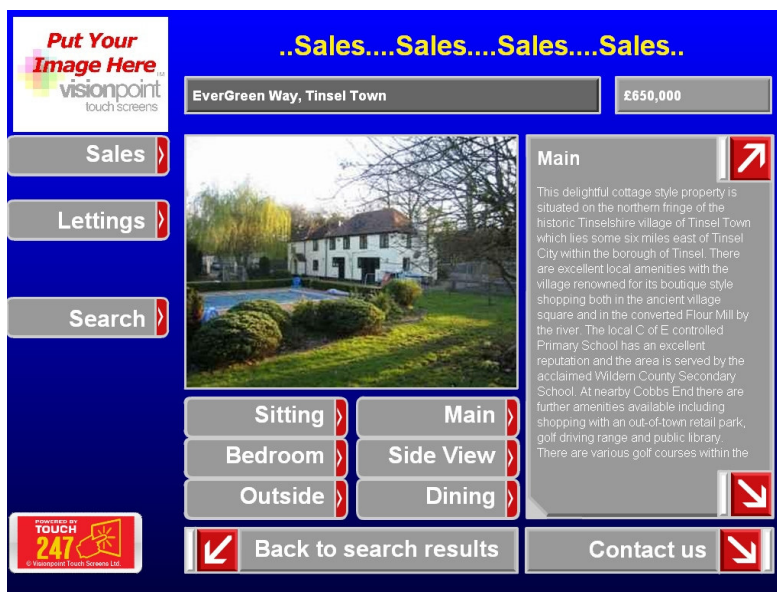 Put Your
Image Here
visionpoint
TM
touch screens
..Sales....Sales....Sales....Sales..
EverGreen Way, Tinsel Town
£650,000
Sales
Lettings
Search
Main
This delightful cottage style property is
situated on the northern fringe of the
historic Tinselshire village of Tinsel Town
which lies some six miles east of Tinsel
City within the borough of Tinsel. There
are excellent local amenities with the
village renowned for its boutique style
shopping both in the ancient village
square and in the converted Flour Mill by
the river. The local C of E controlled
Primary School has an excellent
reputation and the area is served by the
acclaimed Wildern County Secondary
School. At nearby Cobbs End there are
further amenities available including
shopping with an out-of-town retail park,
golf driving range and public library.
There are various golf courses within the
Sitting
Main
Bedroom
Side View
Outside
Dining
POWERED BY
TOUCH
247
© Visionpoint Touch Screens Ltd.
Back to search results
Contact us